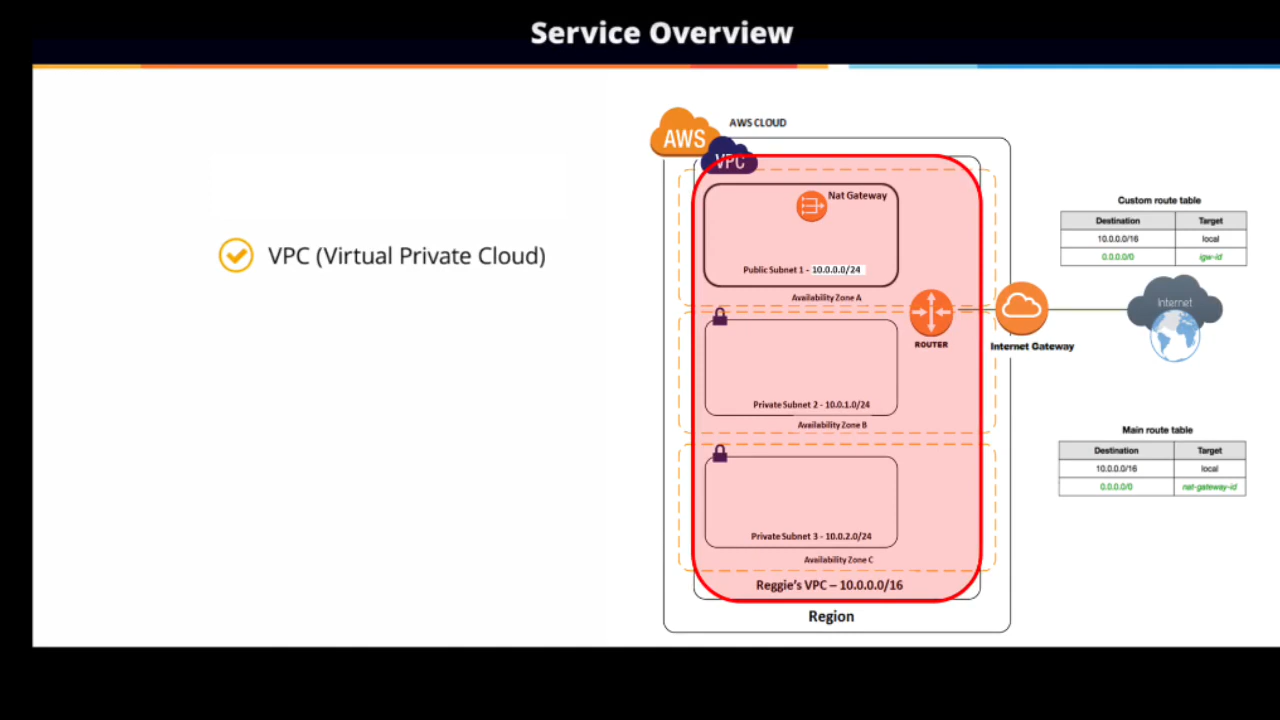 Service Overview
VPC (Virtual Private Cloud)
AWS
AWS CLOUD
VPC
Nat Gateway
Public Subnet 1 - 10.0.0.0/24
Availability Zone A
ROUTER
Private Subnet 2 - 10.0.1.0/24
Availability Zone B
Private Subnet 3 - 10.0.2.0/24
Availability Zone C
Reggie's VPC – 10.0.0.0/16
Region
Internet Gateway
Internet
Custom route table
Destination Target
10.0.0.0/16 local
0.0.0.0/0 igw-id
Main route table
Destination Target
10.0.0.0/16 local
0.0.0.0/0 nat-gateway-id